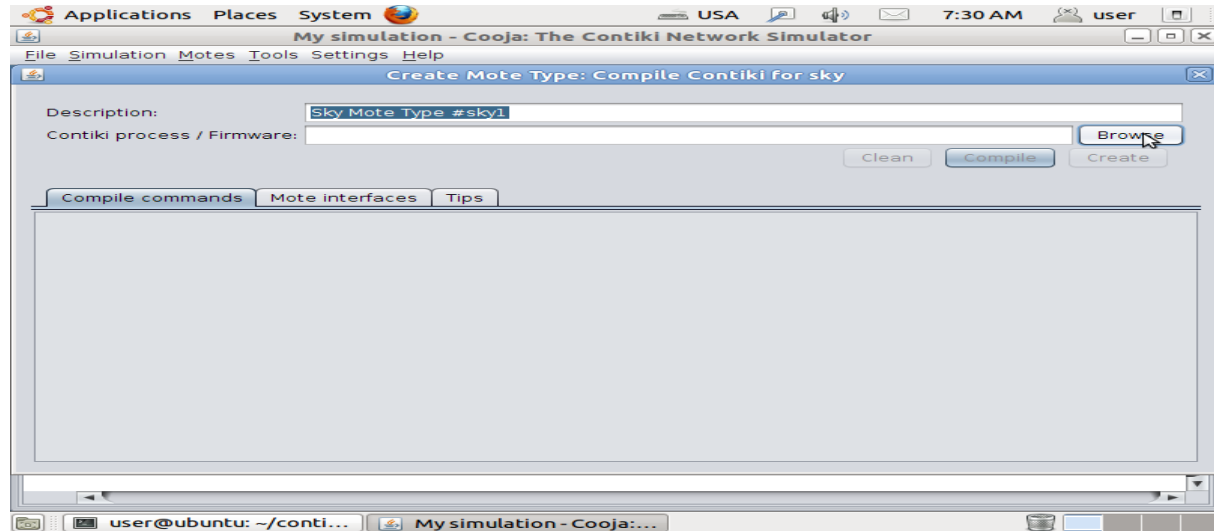 Applications Places System USA 7:30 AM user
My simulation - Cooja: The Contiki Network Simulator
File Simulation Motes Tools Settings Help
Create Mote Type: Compile Contiki for sky
Description: Sky Mote Type #sky1
Contiki process / Firmware: Browse
Clean Compile Create
Compile commands Mote interfaces Tips
user@ubuntu: ~/conti... My simulation - Cooja:...